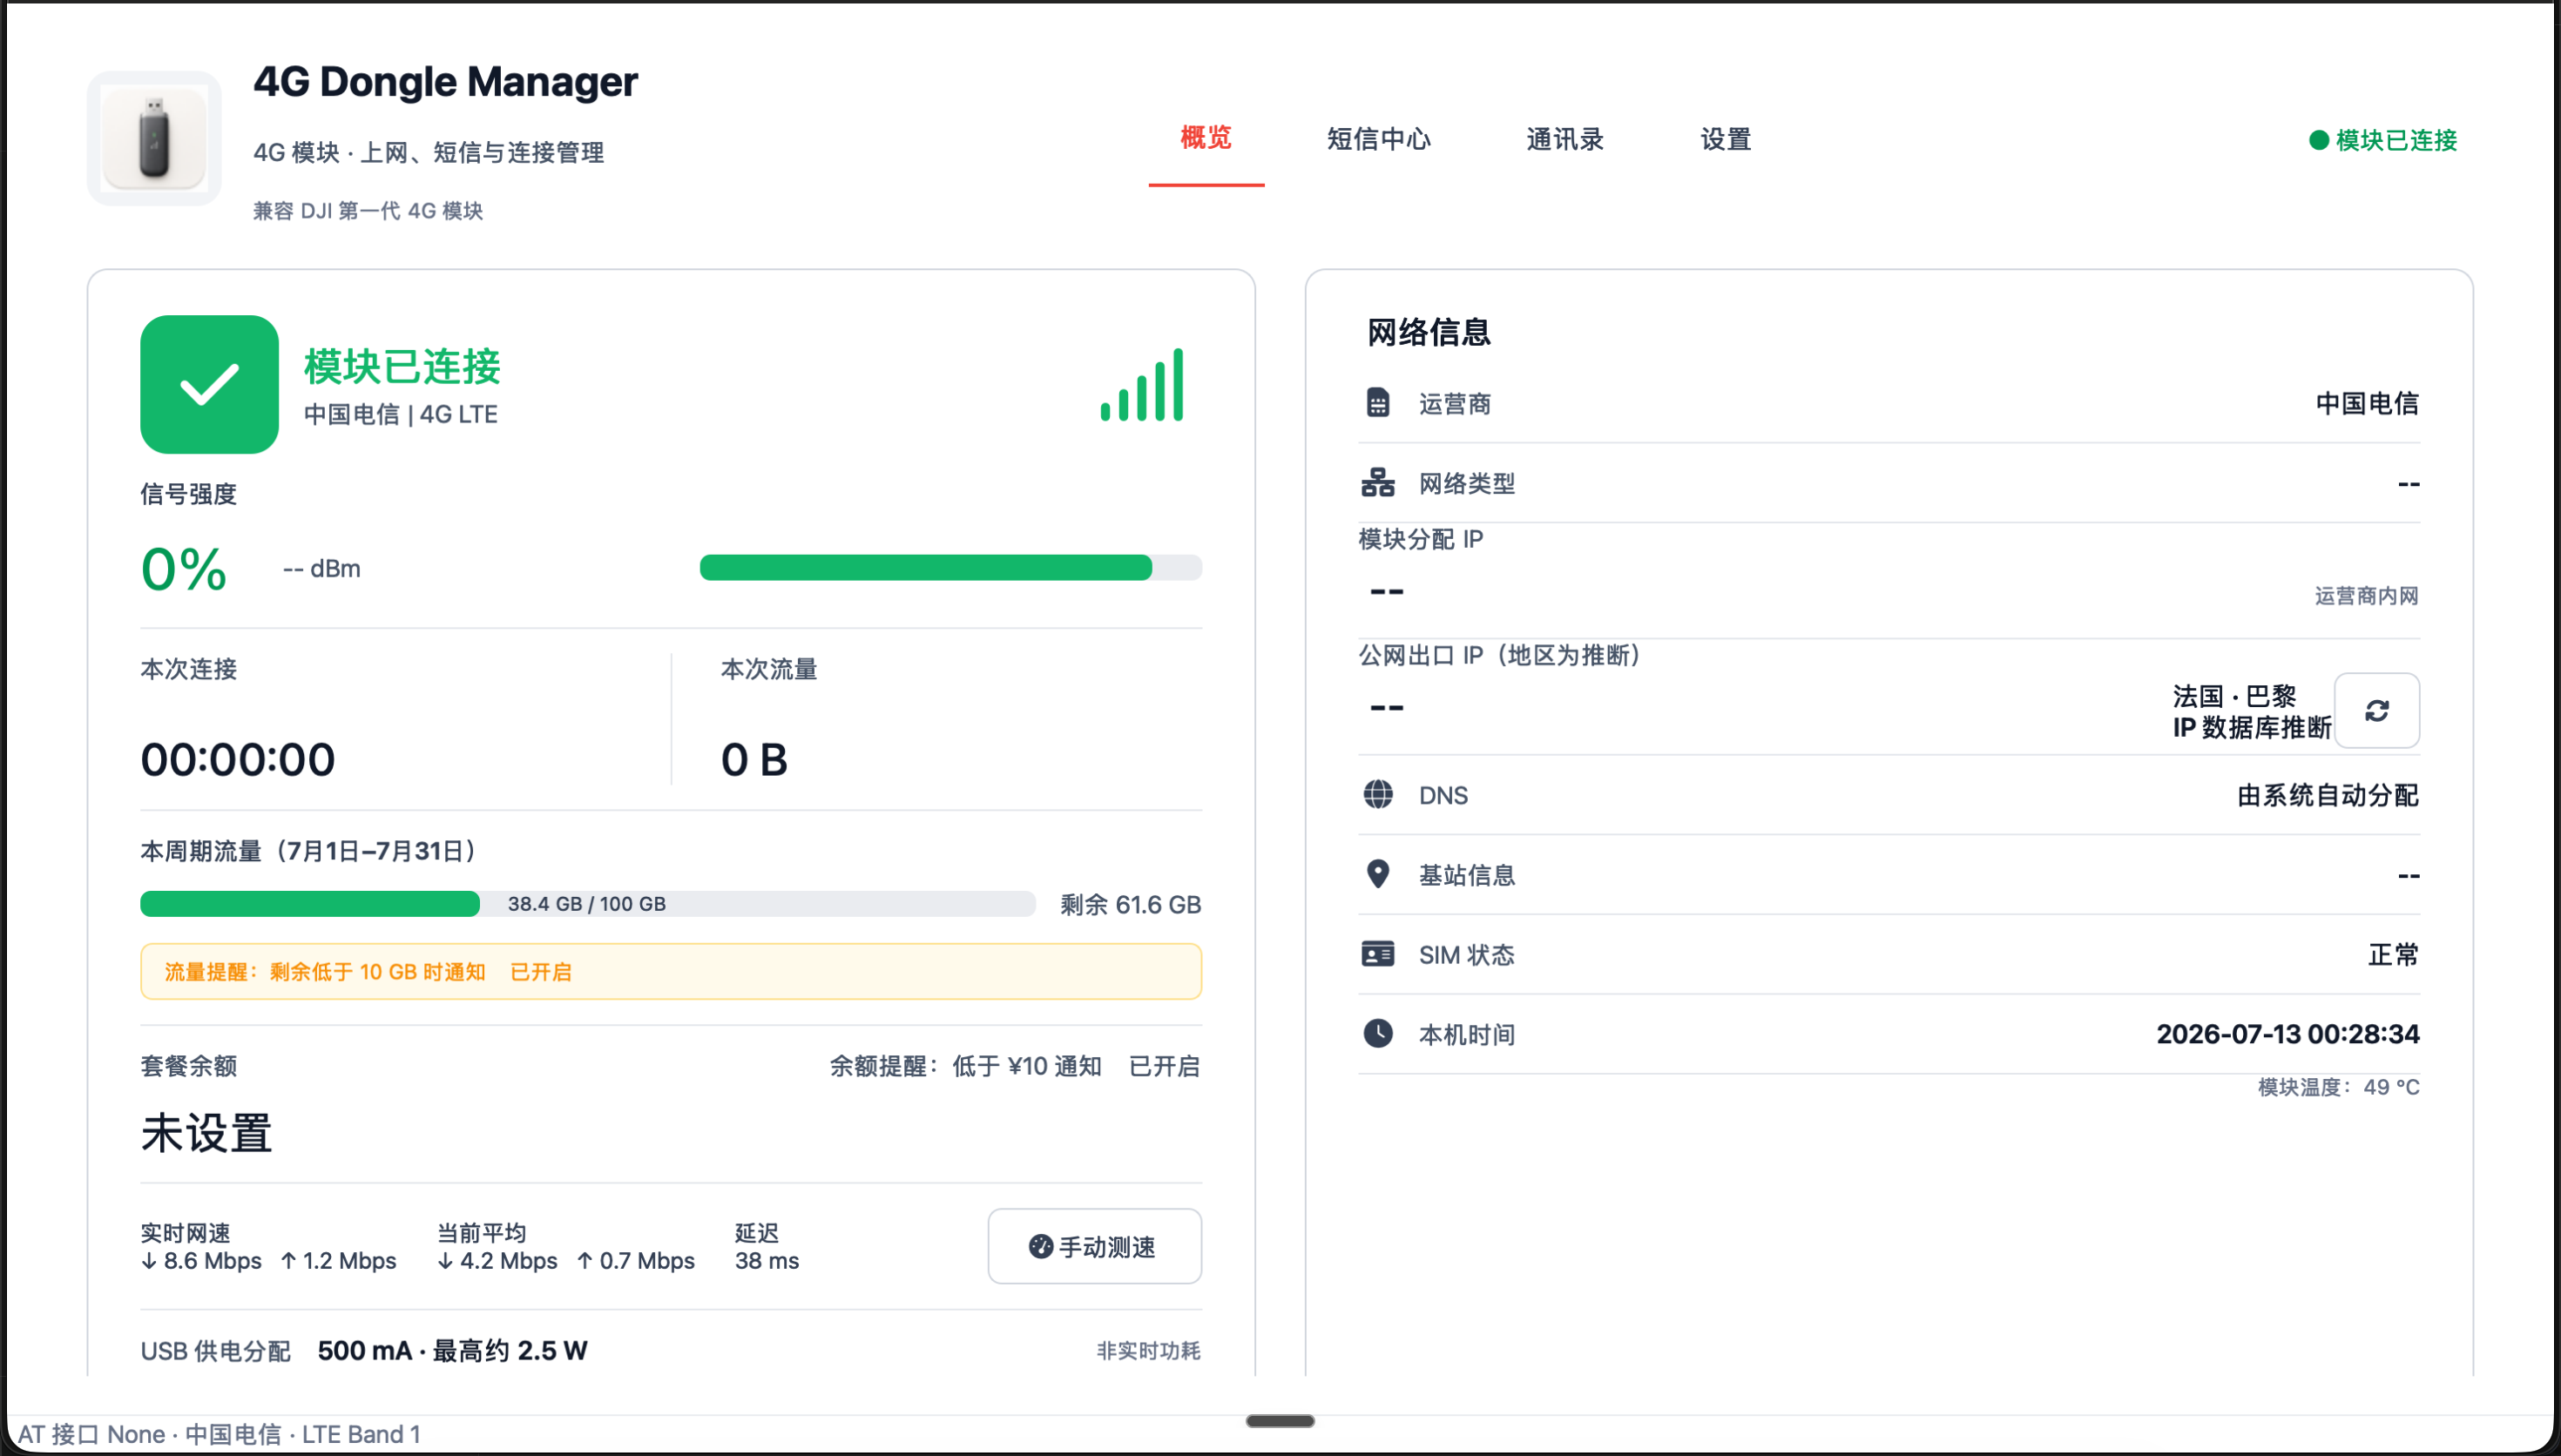 4G Dongle Manager
4G 模块 · 上网、短信与连接管理
兼容 DJI 第一代 4G 模块
概览
短信中心
通讯录
设置
模块已连接
模块已连接
中国电信 | 4G LTE
信号强度
0%
-- dBm
本次连接
00:00:00
本次流量
0 B
本周期流量（7月1日–7月31日）
38.4 GB / 100 GB
剩余 61.6 GB
流量提醒：剩余低于 10 GB 时通知 已开启
套餐余额
余额提醒：低于 ¥10 通知 已开启
未设置
实时网速
↓ 8.6 Mbps ↑ 1.2 Mbps
当前平均
↓ 4.2 Mbps ↑ 0.7 Mbps
延迟
38 ms
手动测速
USB 供电分配 500 mA · 最高约 2.5 W
非实时功耗
网络信息
运营商
中国电信
网络类型
--
模块分配 IP
--
运营商内网
公网出口 IP（地区为推断）
--
法国 · 巴黎
IP 数据库推断
DNS
由系统自动分配
基站信息
--
SIM 状态
正常
本机时间
2026-07-13 00:28:34
模块温度：49 °C
AT 接口 None · 中国电信 · LTE Band 1